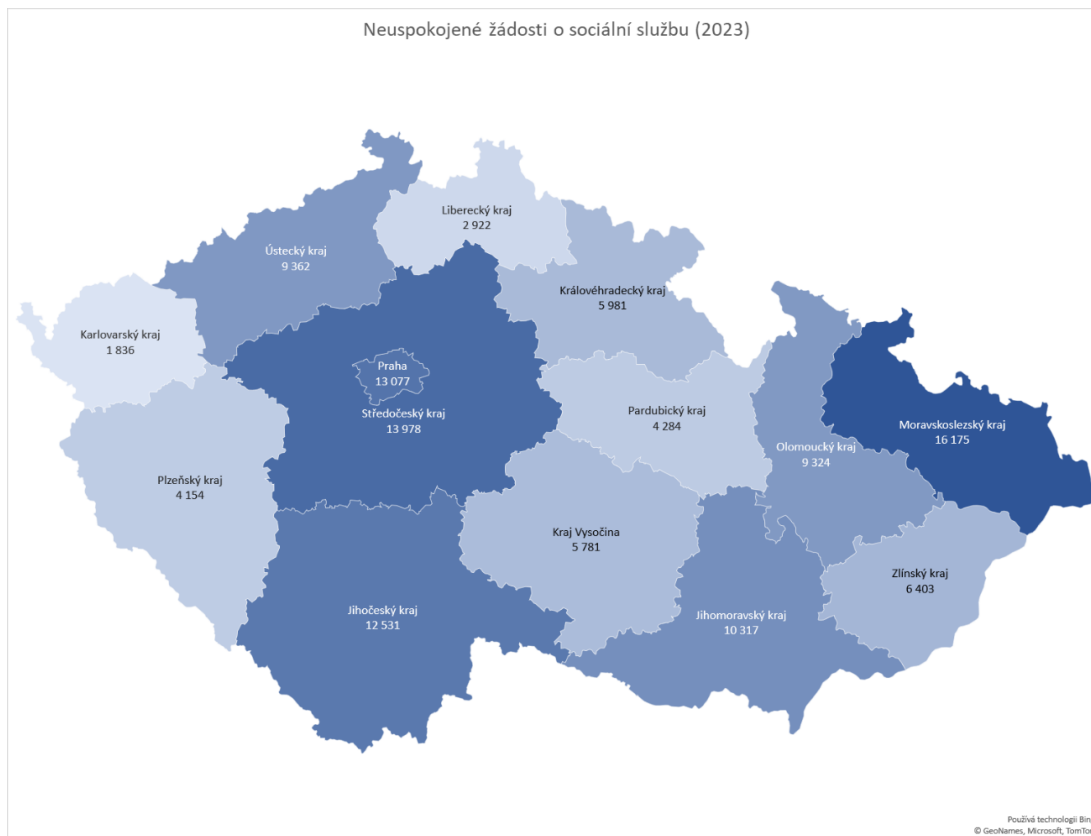 Neuspokojené žádosti o sociální službu (2023)
Liberecký kraj
2 922
Ústecký kraj
9 362
Královéhradecký kraj
5 981
Karlovarský kraj
1 836
Praha
13 077
Středočeský kraj
13 978
Pardubický kraj
4 284
Moravskoslezský kraj
16 175
Olomoucký kraj
9 324
Plzeňský kraj
4 154
Kraj Vysočina
5 781
Zlínský kraj
6 403
Jihočeský kraj
12 531
Jihomoravský kraj
10 317
Používá technologii Bin
© GeoNames, Microsoft, TomTo